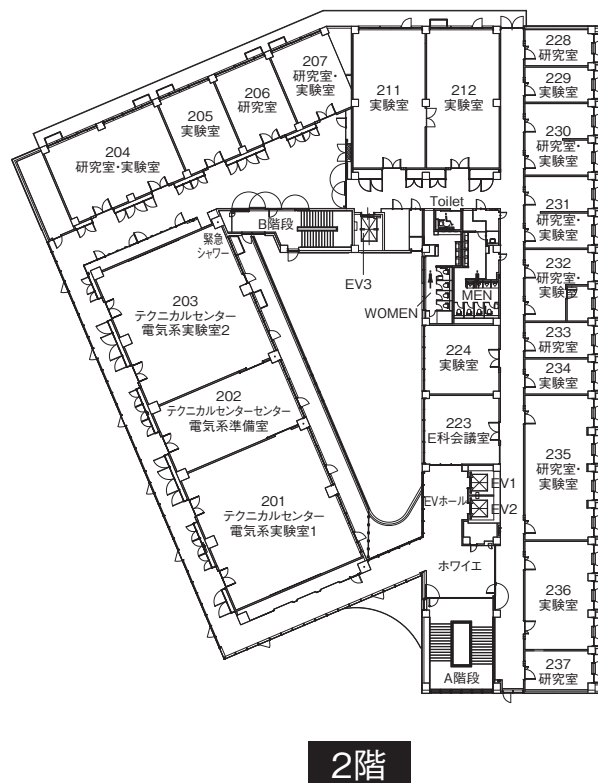 207
研究室・
実験室
206
研究室
205
実験室
204
研究室・実験室
211
実験室
212
実験室
228
研究室
229
実験室
230
研究室・
実験室
231
研究室・
実験室
232
研究室・
実験室
233
研究室
234
実験室
235
研究室・
実験室
236
実験室
237
研究室
Toilet
B階段
緊急
シャワー
EV3
WOMEN
MEN
203
テクニカルセンター
電気系実験室2
202
テクニカルセンターセンター
電気系準備室
201
テクニカルセンター
電気系実験室1
224
実験室
223
E科会議室
EV1
EVホール
EV2
ホワイエ
A階段
2階